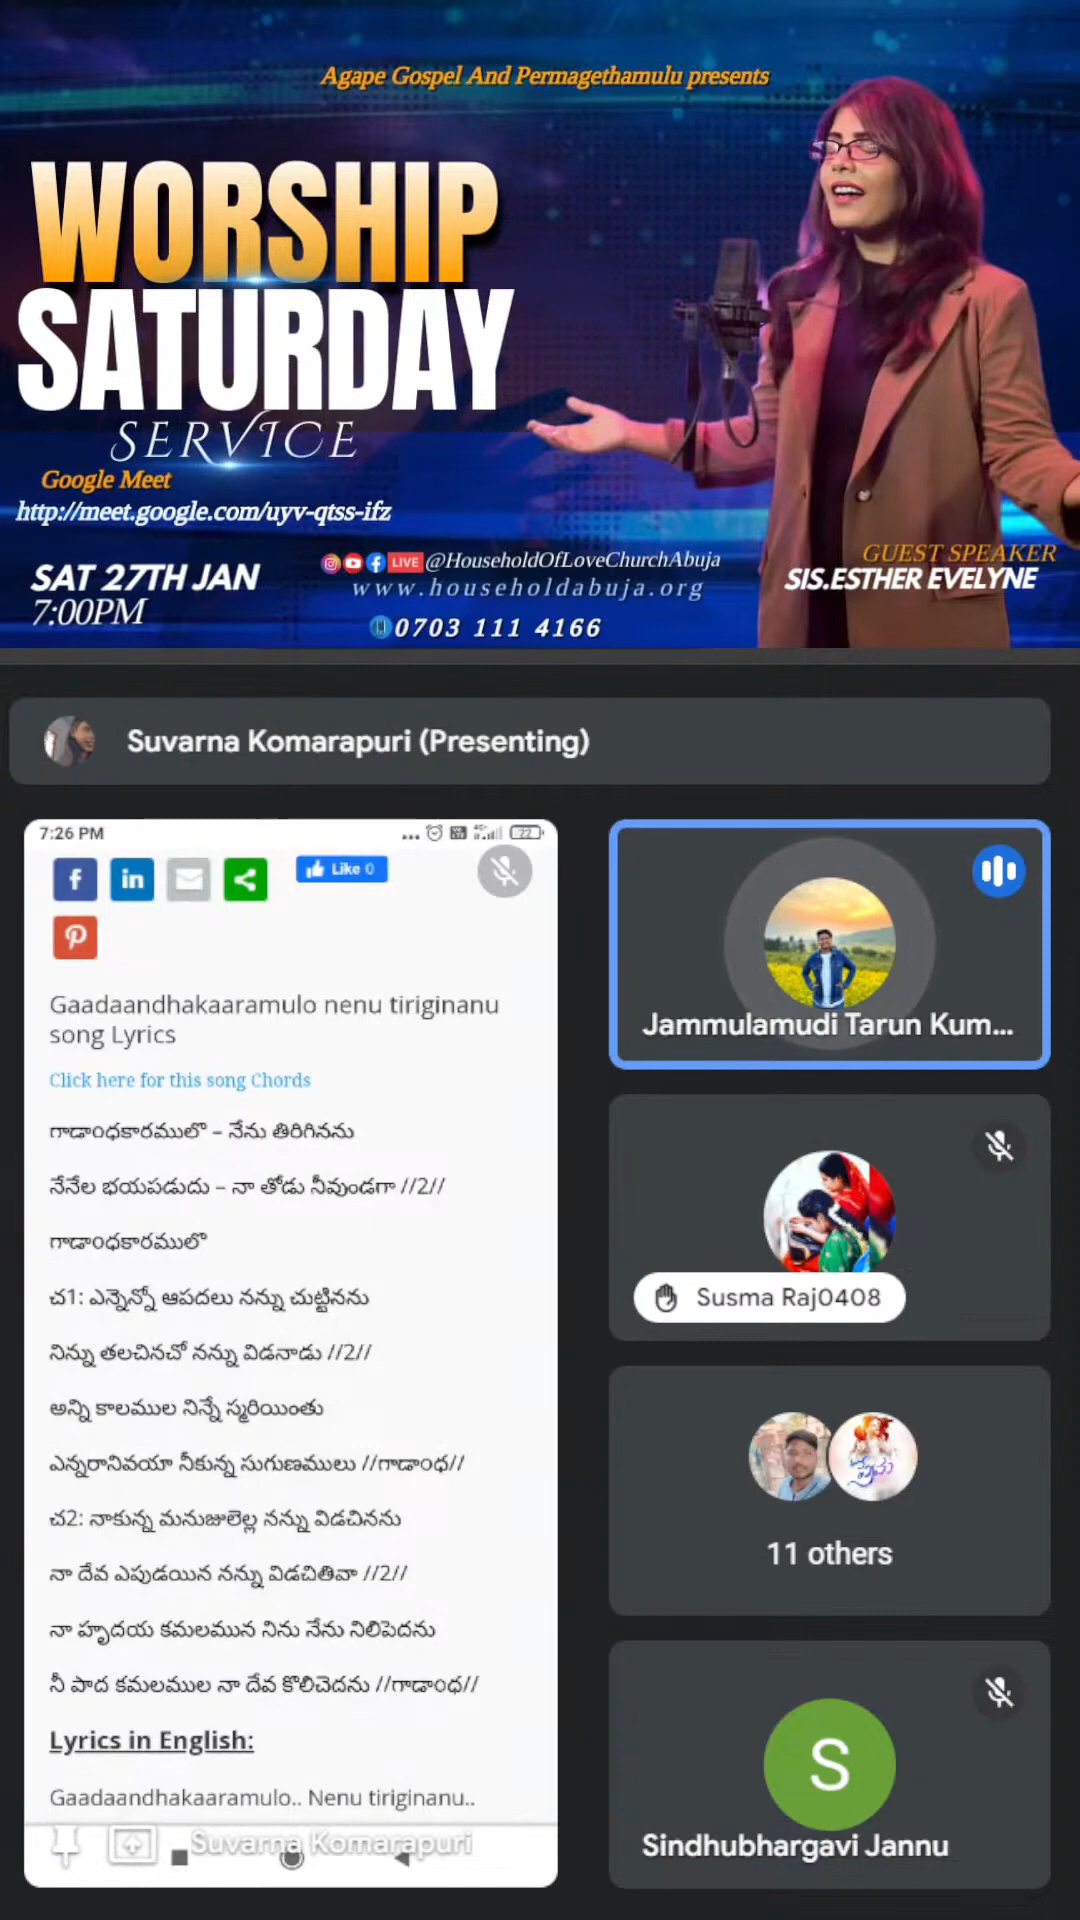 Agape Gospel And Permagethamulu presents
WORSHIP
SATURDAY
SERVICE
Google Meet
http://meet.google.com/uyv-qtss-ifz
SAT 27TH JAN
7:00PM
LIVE @HouseholdOfLoveChurchAbuja
www.householdabuja.org
0703 111 4166
GUEST SPEAKER
SIS.ESTHER EVELYNE
Suvarna Komarapuri (Presenting)
7:26 PM
22
Like 0
Gaadaandhakaaramulo nenu tiriginanu
song Lyrics
Click here for this song Chords
గాడాంధకారములొ – నేను తిరిగినను
నేనేల భయపడుదు – నా తోడు నీవుండగా //2//
గాడాంధకారములొ
చ1: ఎన్నెన్నో ఆపదలు నన్ను చుట్టినను
నిన్ను తలచినచో నన్ను విడనాడు //2//
అన్ని కాలముల నిన్నే స్మరియింతు
ఎన్నరానివయా నీకున్న సుగుణములు //గాడాంధ//
చ2: నాకున్న మనుజులెల్ల నన్ను విడచినను
నా దేవ ఎపుడయిన నన్ను విడచితివా //2//
నా హృదయ కమలమున నిను నేను నిలిపెదను
నీ పాద కమలముల నా దేవ కొలిచెదను //గాడాంధ//
Lyrics in English:
Gaadaandhakaaramulo.. Nenu tiriginanu..
Suvarna Komarapuri
Jammulamudi Tarun Kum...
Susma Raj0408
ప్రేమ
11 others
S
Sindhubhargavi Jannu